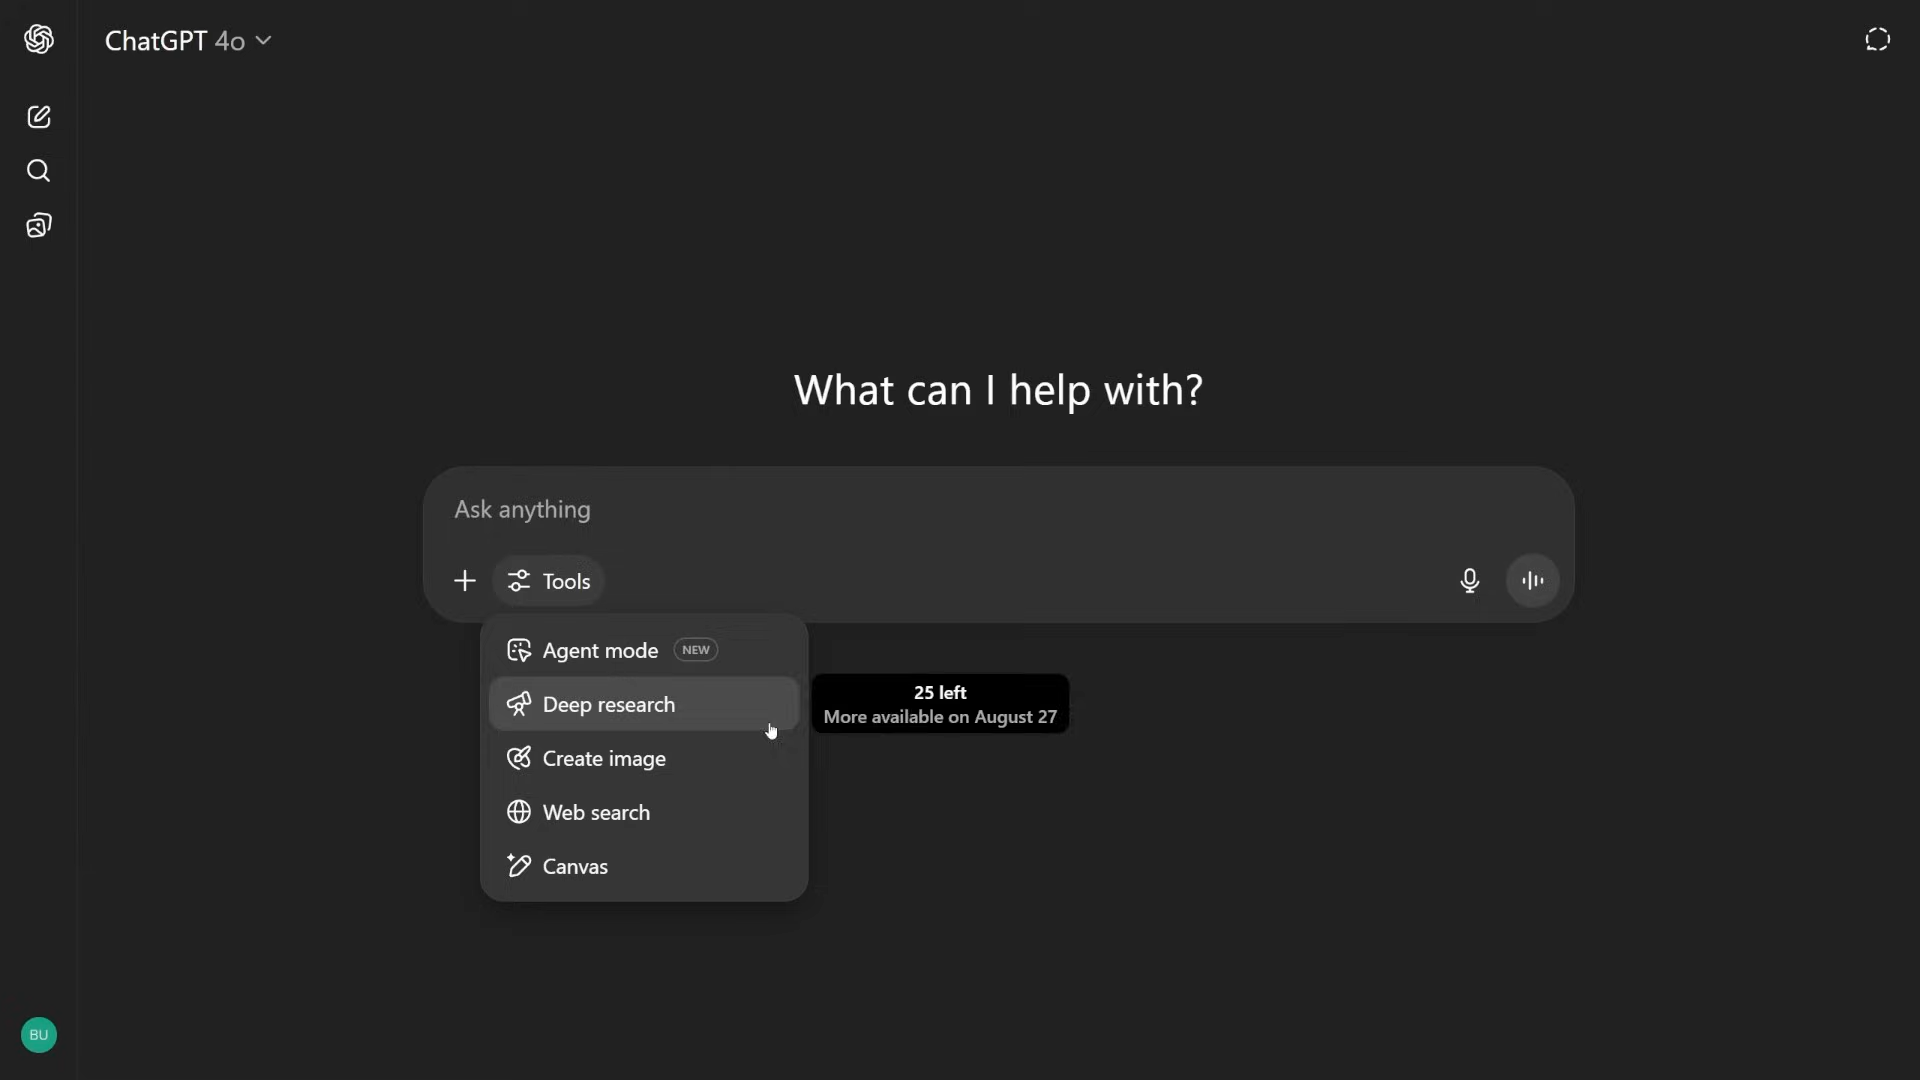 ChatGPT 4o
What can I help with?
Ask anything
Tools
Agent mode NEW
Deep research
25 left
More available on August 27
Create image
Web search
Canvas
BU